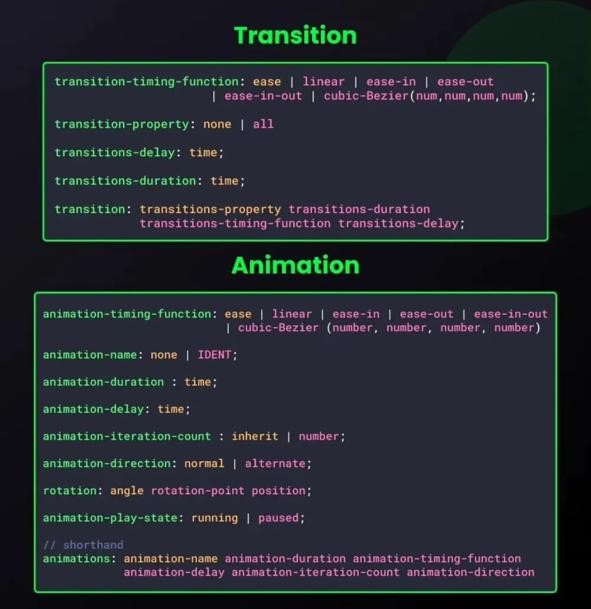 Transition
transition-timing-function: ease | linear | ease-in | ease-out
| ease-in-out | cubic-Bezier(num,num,num,num);
transition-property: none | all
transitions-delay: time;
transitions-duration: time;
transition: transitions-property transitions-duration
transitions-timing-function transitions-delay;
Animation
animation-timing-function: ease | linear | ease-in | ease-out | ease-in-out
| cubic-Bezier (number, number, number, number)
animation-name: none | IDENT;
animation-duration : time;
animation-delay: time;
animation-iteration-count : inherit | number;
animation-direction: normal | alternate;
rotation: angle rotation-point position;
animation-play-state: running | paused;
// shorthand
animations: animation-name animation-duration animation-timing-function
animation-delay animation-iteration-count animation-direction